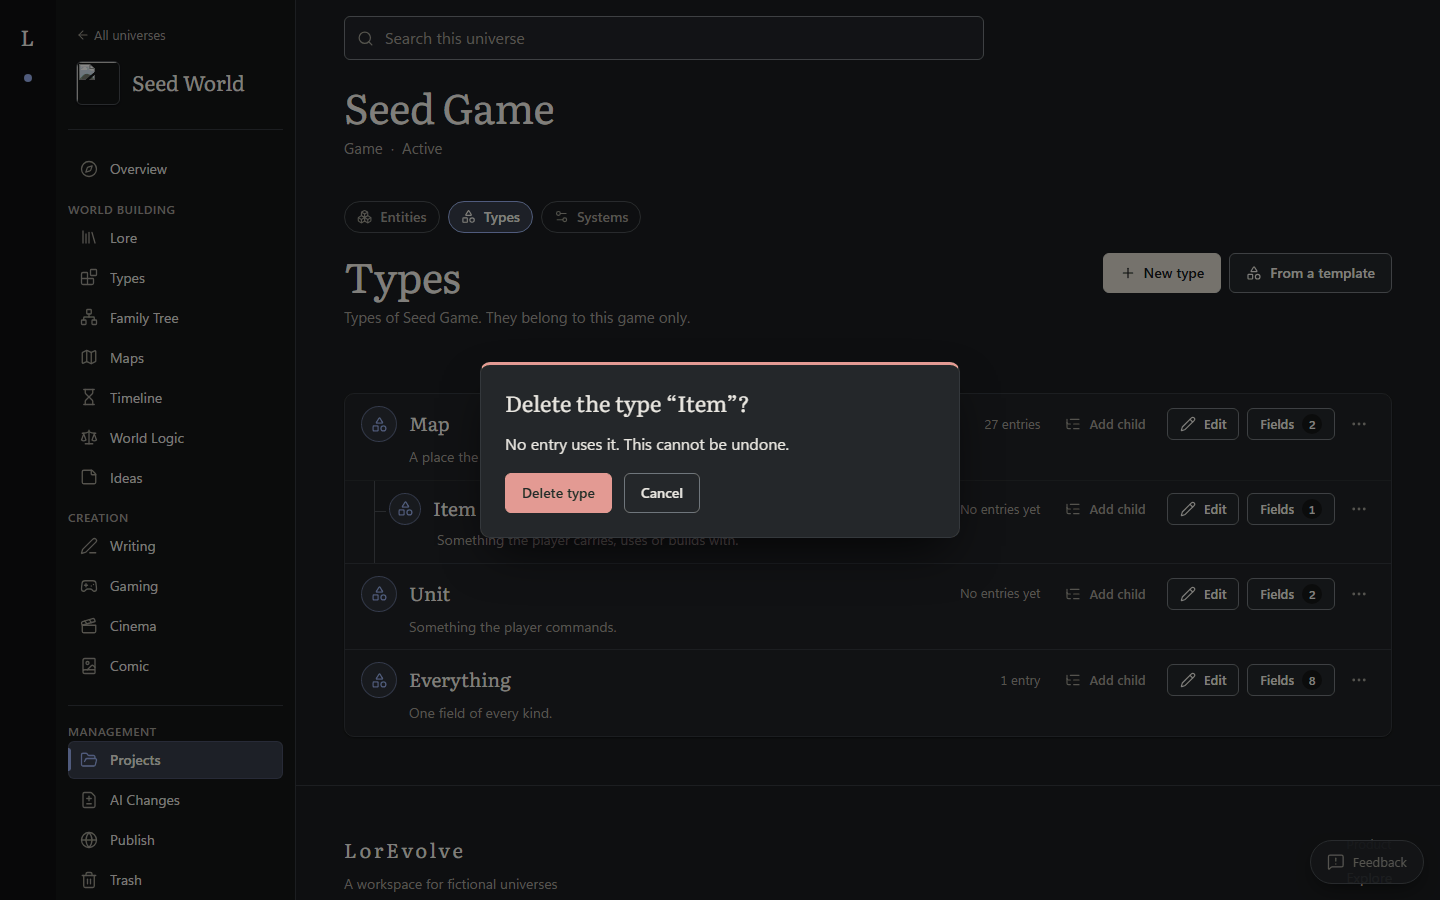 L
All universes
Seed World
Overview
WORLD BUILDING
Lore
Types
Family Tree
Maps
Timeline
World Logic
Ideas
CREATION
Writing
Gaming
Cinema
Comic
MANAGEMENT
Projects
AI Changes
Publish
Trash
Search this universe
Seed Game
Game · Active
Entities Types Systems
Types
New type From a template
Types of Seed Game. They belong to this game only.
Delete the type “Item”?
No entry uses it. This cannot be undone.
Delete type Cancel
Map 27 entries Add child Edit Fields 2
A place the
Item No entries yet Add child Edit Fields 1
Something the player carries, uses or builds with.
Unit No entries yet Add child Edit Fields 2
Something the player commands.
Everything 1 entry Add child Edit Fields 8
One field of every kind.
LorEvolve
A workspace for fictional universes
Product
Feedback
Explore